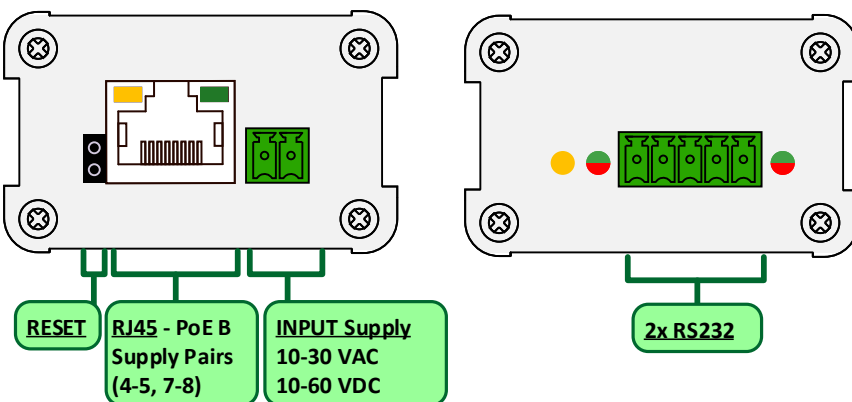 RESET
RJ45 - PoE B
Supply Pairs
(4-5, 7-8)
INPUT Supply
10-30 VAC
10-60 VDC
2x RS232